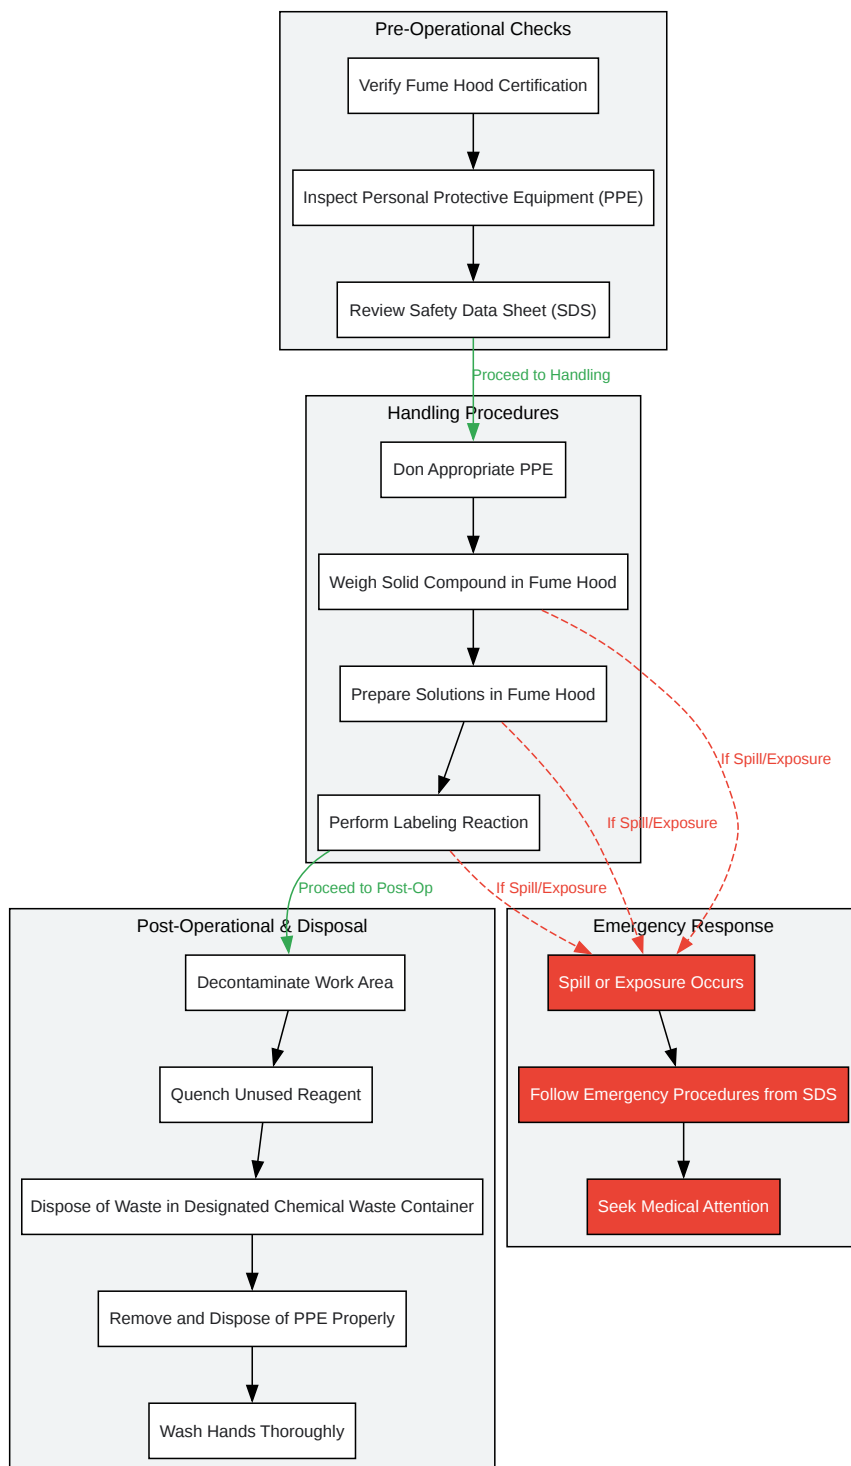 Pre-Operational Checks
Verify Fume Hood Certification
Inspect Personal Protective Equipment (PPE)
Review Safety Data Sheet (SDS)
Proceed to Handling
Handling Procedures
Don Appropriate PPE
Weigh Solid Compound in Fume Hood
Prepare Solutions in Fume Hood
If Spill/Exposure
If Spill/Exposure
Perform Labeling Reaction
Proceed to Post-Op
If Spill/Exposure
Post-Operational & Disposal
Decontaminate Work Area
Quench Unused Reagent
Dispose of Waste in Designated Chemical Waste Container
Remove and Dispose of PPE Properly
Wash Hands Thoroughly
Emergency Response
Spill or Exposure Occurs
Follow Emergency Procedures from SDS
Seek Medical Attention